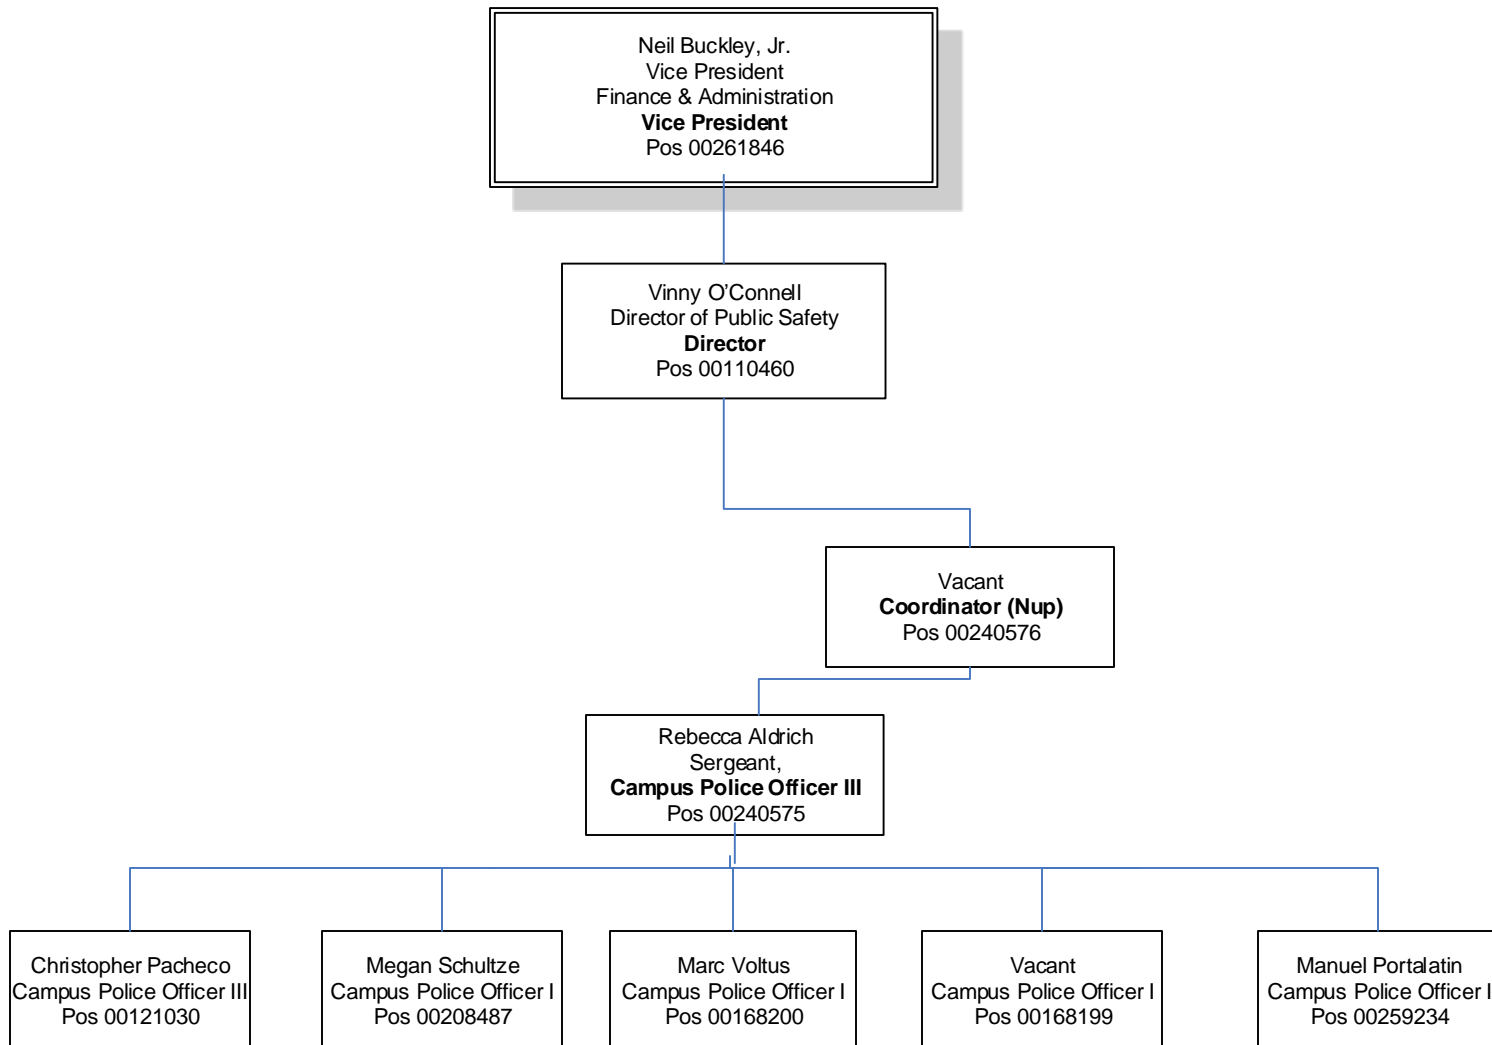 Neil Buckley, Jr.
Vice President
Finance & Administration
Vice President
Pos 00261846
Vinny O’Connell
Director of Public Safety
Director
Pos 00110460
Vacant
Coordinator (Nup)
Pos 00240576
Rebecca Aldrich
Sergeant,
Campus Police Officer III
Pos 00240575
Christopher Pacheco
Campus Police Officer III
Pos 00121030
Megan Schultze
Campus Police Officer I
Pos 00208487
Marc Voltus
Campus Police Officer I
Pos 00168200
Vacant
Campus Police Officer I
Pos 00168199
Manuel Portalatin
Campus Police Officer I
Pos 00259234